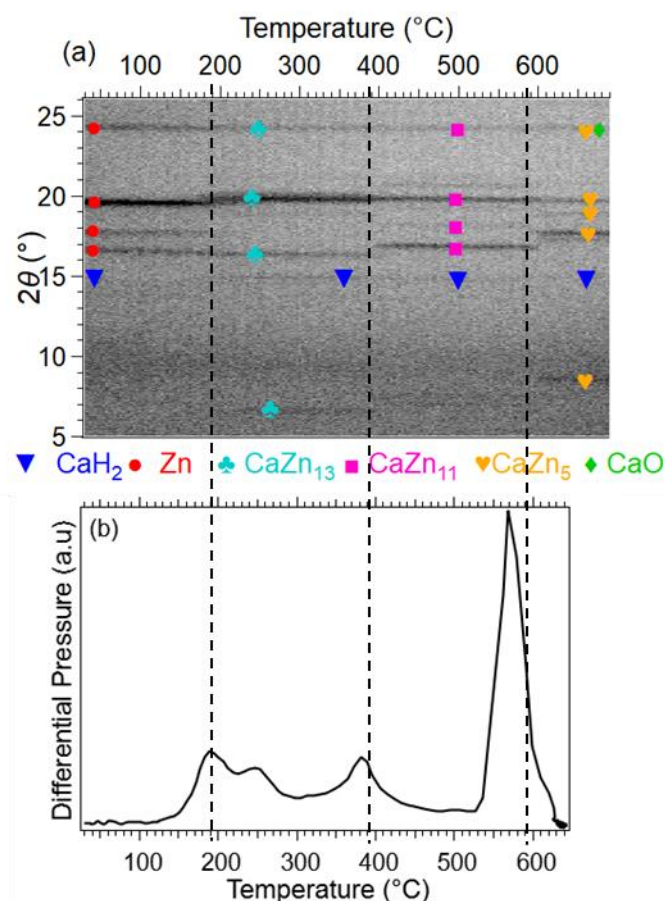 Temperature (°C)
(a)
100 200 300 400 500 600
25
20
15
10
5
2θ (°)
CaH₂ Zn CaZn₁₃ CaZn₁₁ CaZn₅ CaO
(b)
Differential Pressure (a.u)
100 200 300 400 500 600
Temperature (°C)